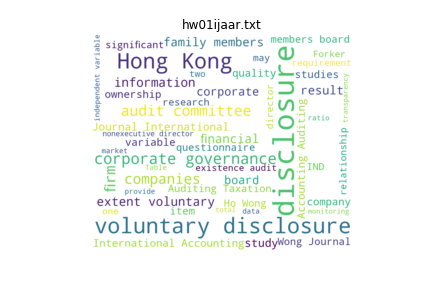 hw01ijaar.txt
significant
family members
members board
Forker
independent variable
Hong Kong
may
requirement
two
quality
studies
information
ownership
corporate
result
research
director
disclosure
transparency
audit committee
ratio
Journal International
nonexecutive director
variable
financial
questionnaire
Accounting Auditing
market
corporate governance
Table
existence audit
IND
relationship
firm
companies
board
provide
Auditing Taxation
extent voluntary
Ho Wong
company
one
item
total
data
monitoring
voluntary disclosure
International Accounting
study
Wong Journal